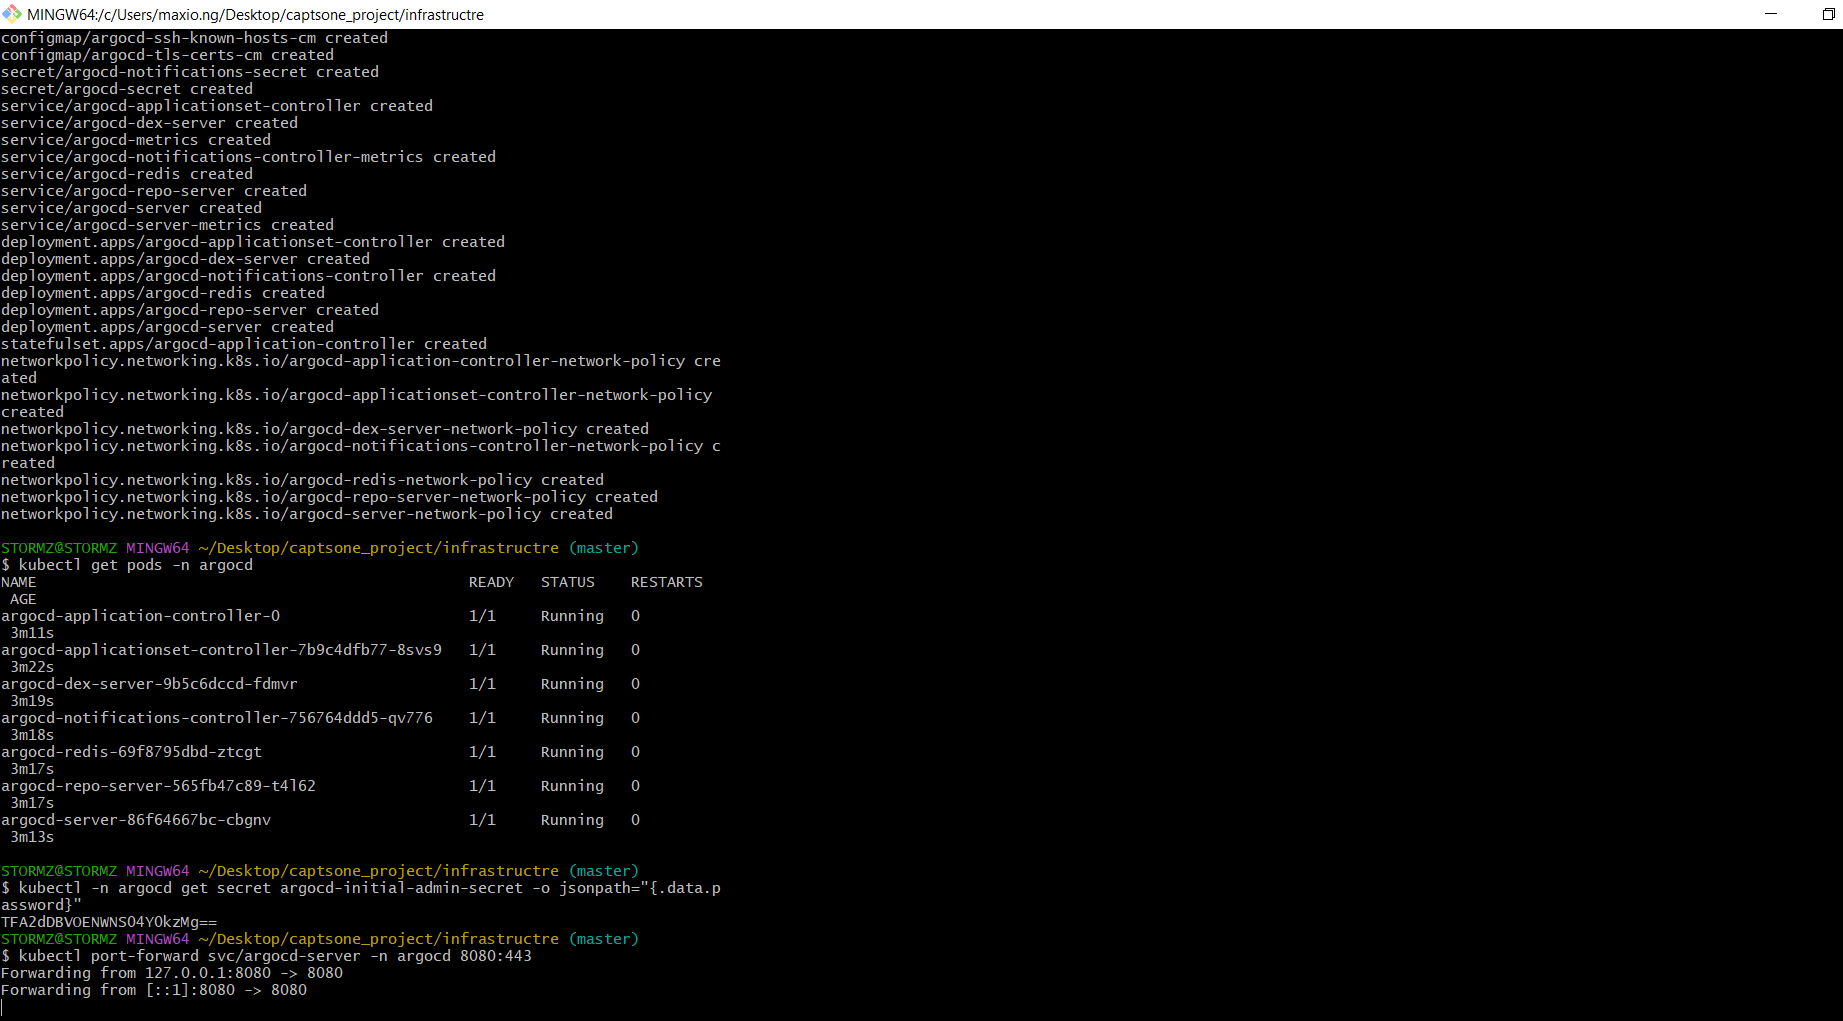 MINGW64:/c/Users/maxio.ng/Desktop/captsone_project/infrastructre
configmap/argocd-ssh-known-hosts-cm created
configmap/argocd-tls-certs-cm created
secret/argocd-notifications-secret created
secret/argocd-secret created
service/argocd-applicationset-controller created
service/argocd-dex-server created
service/argocd-metrics created
service/argocd-notifications-controller-metrics created
service/argocd-redis created
service/argocd-repo-server created
service/argocd-server created
service/argocd-server-metrics created
deployment.apps/argocd-applicationset-controller created
deployment.apps/argocd-dex-server created
deployment.apps/argocd-notifications-controller created
deployment.apps/argocd-redis created
deployment.apps/argocd-repo-server created
deployment.apps/argocd-server created
statefulset.apps/argocd-application-controller created
networkpolicy.networking.k8s.io/argocd-application-controller-network-policy cre
ated
networkpolicy.networking.k8s.io/argocd-applicationset-controller-network-policy
created
networkpolicy.networking.k8s.io/argocd-dex-server-network-policy created
networkpolicy.networking.k8s.io/argocd-notifications-controller-network-policy c
reated
networkpolicy.networking.k8s.io/argocd-redis-network-policy created
networkpolicy.networking.k8s.io/argocd-repo-server-network-policy created
networkpolicy.networking.k8s.io/argocd-server-network-policy created
STORMZ@STORMZ MINGW64 ~/Desktop/captsone_project/infrastructre (master)
$ kubectl get pods -n argocd
NAME READY STATUS RESTARTS
AGE
argocd-application-controller-0 1/1 Running 0
3m11s
argocd-applicationset-controller-7b9c4dfb77-8svs9 1/1 Running 0
3m22s
argocd-dex-server-9b5c6dccd-fdmvr 1/1 Running 0
3m19s
argocd-notifications-controller-756764ddd5-qv776 1/1 Running 0
3m18s
argocd-redis-69f8795dbd-ztcgt 1/1 Running 0
3m17s
argocd-repo-server-565fb47c89-t4l62 1/1 Running 0
3m17s
argocd-server-86f64667bc-cbgnv 1/1 Running 0
3m13s
STORMZ@STORMZ MINGW64 ~/Desktop/captsone_project/infrastructre (master)
$ kubectl -n argocd get secret argocd-initial-admin-secret -o jsonpath="{.data.p
assword}"
TFA2dDBVOENWNS04Y0kzMg==
STORMZ@STORMZ MINGW64 ~/Desktop/captsone_project/infrastructre (master)
$ kubectl port-forward svc/argocd-server -n argocd 8080:443
Forwarding from 127.0.0.1:8080 -> 8080
Forwarding from [::1]:8080 -> 8080